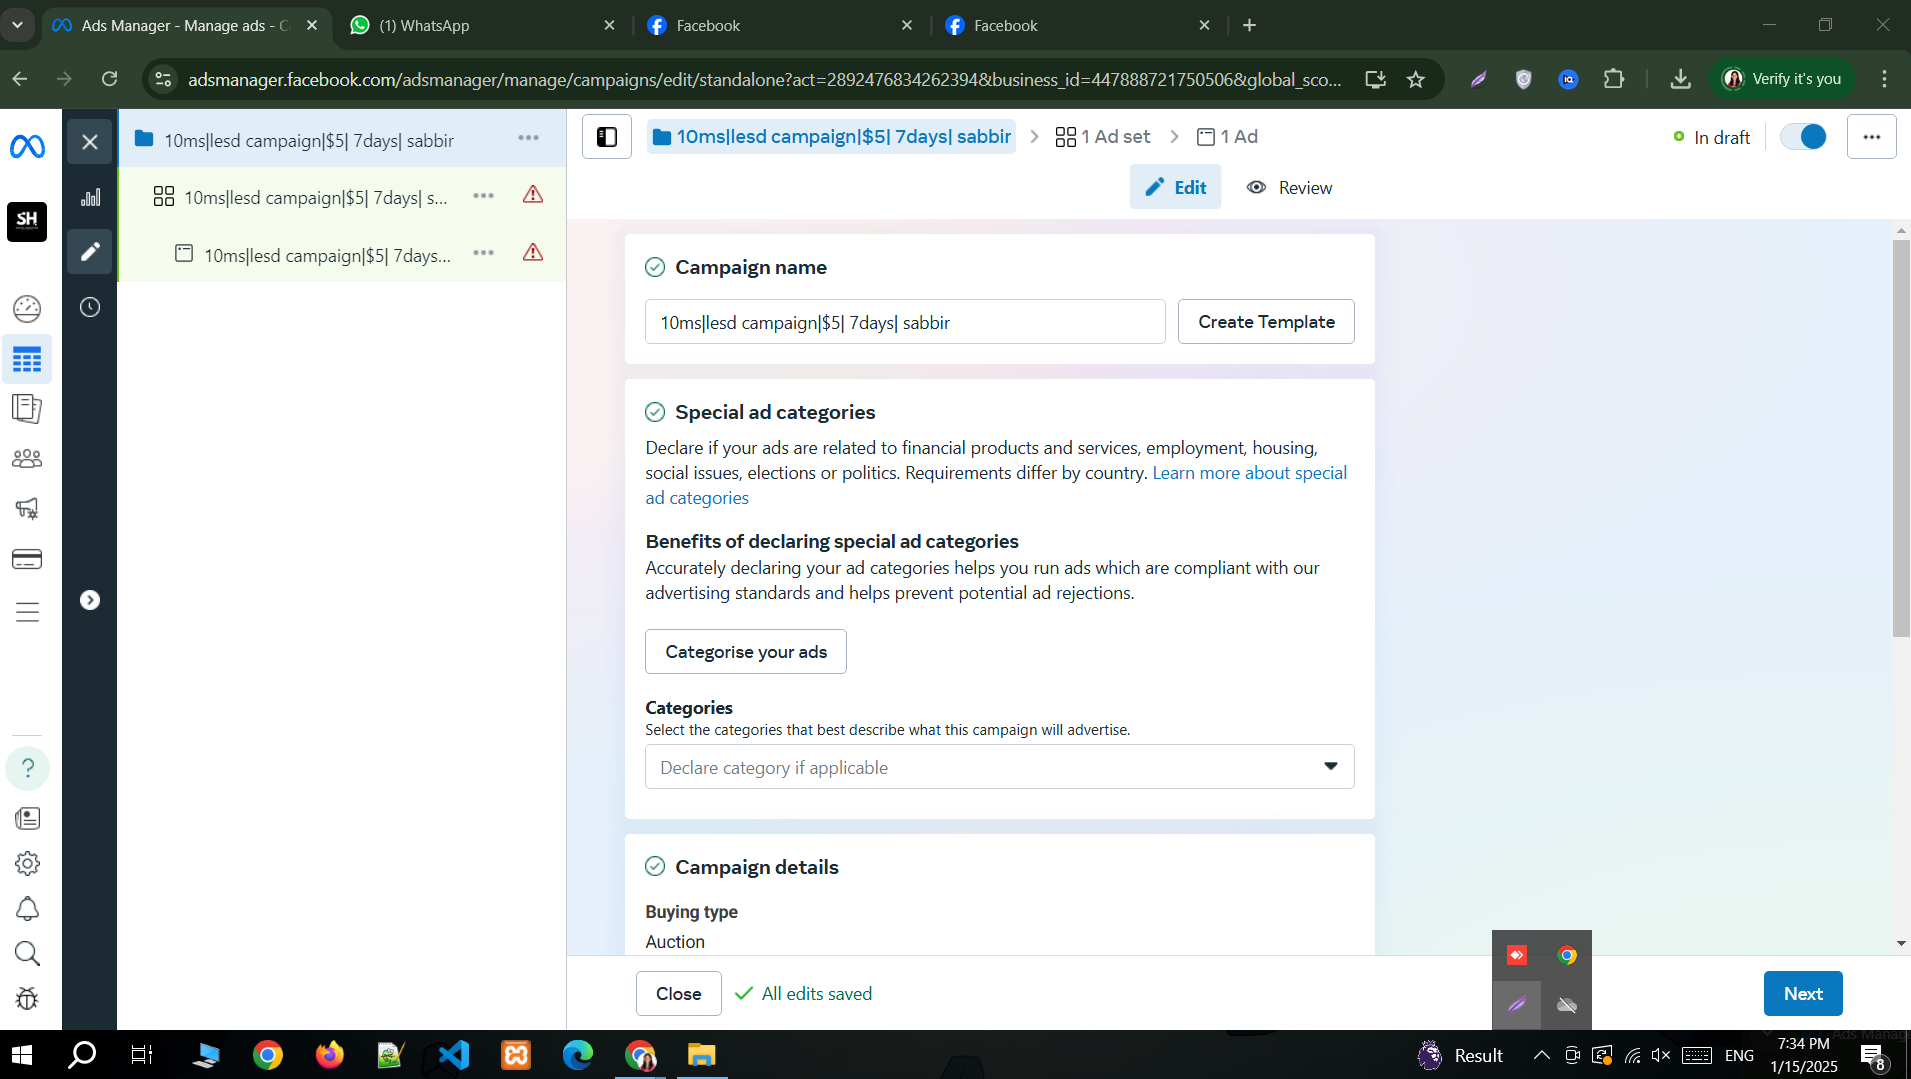 Ads Manager - Manage ads - C
(1) WhatsApp
Facebook
Facebook
adsmanager.facebook.com/adsmanager/manage/campaigns/edit/standalone?act=2892476834262394&business_id=447888721750506&global_sco...
Verify it's you
10ms|lesd campaign|$5| 7days| sabbir
10ms|lesd campaign|$5| 7days| s...
10ms|lesd campaign|$5| 7days...
10ms|lesd campaign|$5| 7days| sabbir
1 Ad set
1 Ad
In draft
Edit
Review
SH
Campaign name
10ms|lesd campaign|$5| 7days| sabbir
Create Template
Special ad categories
Declare if your ads are related to financial products and services, employment, housing,
social issues, elections or politics. Requirements differ by country. Learn more about special
ad categories
Benefits of declaring special ad categories
Accurately declaring your ad categories helps you run ads which are compliant with our
advertising standards and helps prevent potential ad rejections.
Categorise your ads
Categories
Select the categories that best describe what this campaign will advertise.
Declare category if applicable
Campaign details
Buying type
Auction
Close
All edits saved
Next
Result
ENG
7:34 PM
1/15/2025
8